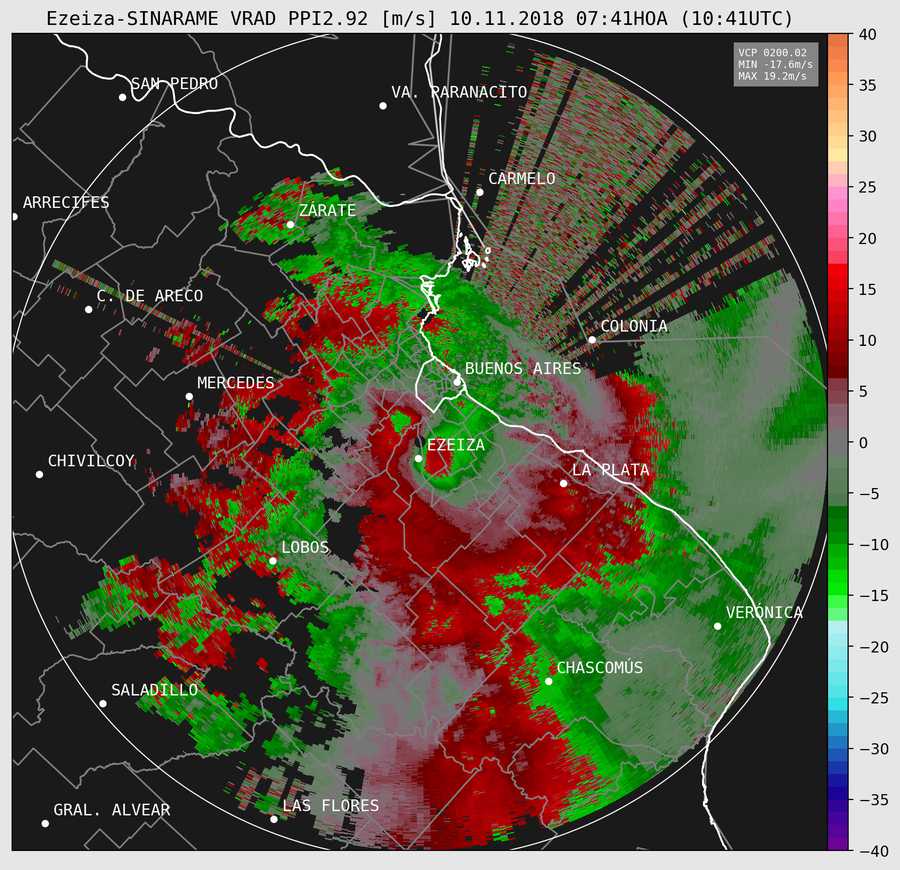 Ezeiza-SINARAME VRAD PPI2.92 [m/s] 10.11.2018 07:41HOA (10:41UTC)
VCP 0200.02
MIN -17.6m/s
MAX 19.2m/s
SAN PEDRO
VA. PARANACITO
CARMELO
ARRECIFES
ZÁRATE
C. DE ARECO
COLONIA
MERCEDES
BUENOS AIRES
EZEIZA
CHIVILCOY
LA PLATA
LOBOS
VERÓNICA
CHASCOMÚS
SALADILLO
LAS FLORES
GRAL. ALVEAR
40
35
30
25
20
15
10
5
0
−5
−10
−15
−20
−25
−30
−35
−40